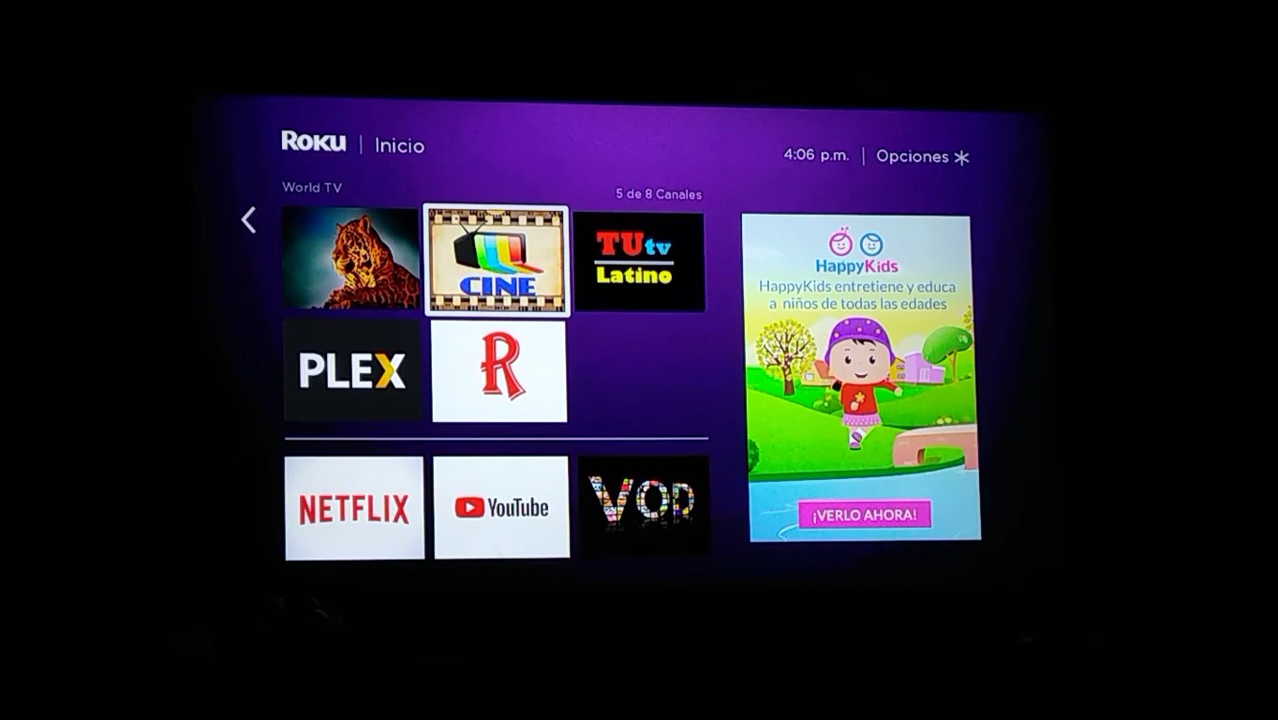 Roku | Inicio
4:06 p.m. | Opciones
World TV
5 de 8 Canales
CINE
TUtv
Latino
PLEX
R
NETFLIX
YouTube
VOD
HappyKids
HappyKids entretiene y educa
a niños de todas las edades
¡VERLO AHORA!